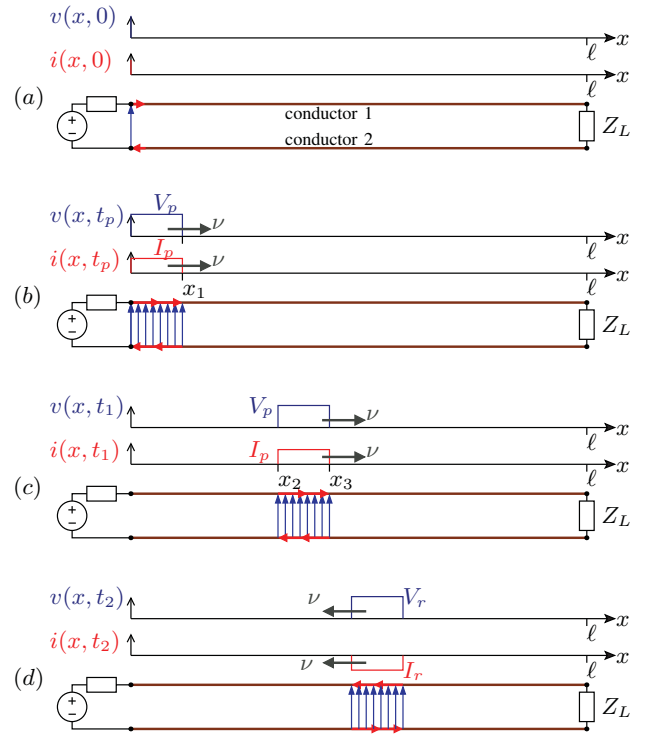 v(x, 0)
x
ℓ
i(x, 0)
x
ℓ
(a)
conductor 1
conductor 2
Z_L
+
−
v(x, t_p)
V_p
ν
x
ℓ
i(x, t_p)
I_p
ν
x
x_1
ℓ
(b)
Z_L
+
−
v(x, t_1)
V_p
ν
x
ℓ
i(x, t_1)
I_p
ν
x
x_2
x_3
ℓ
(c)
Z_L
+
−
v(x, t_2)
ν
V_r
x
ℓ
i(x, t_2)
ν
I_r
x
ℓ
(d)
Z_L
+
−